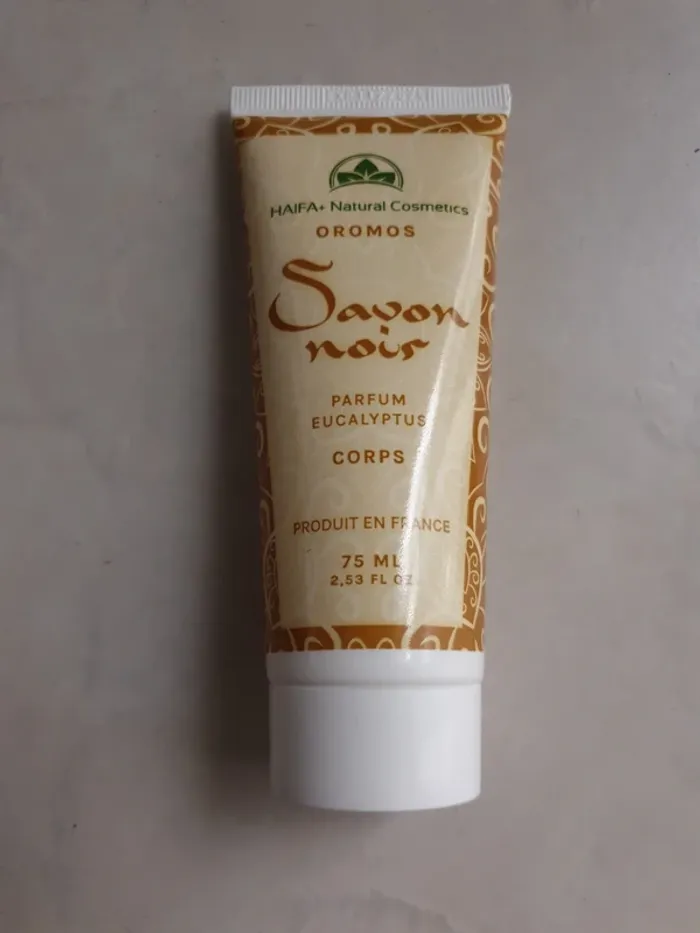 HAIFA+ Natural Cosmetics
OROMOS
Savon
noir
PARFUM
EUCALYPTUS
CORPS
PRODUIT EN FRANCE
75 ML
2,53 FL OZ